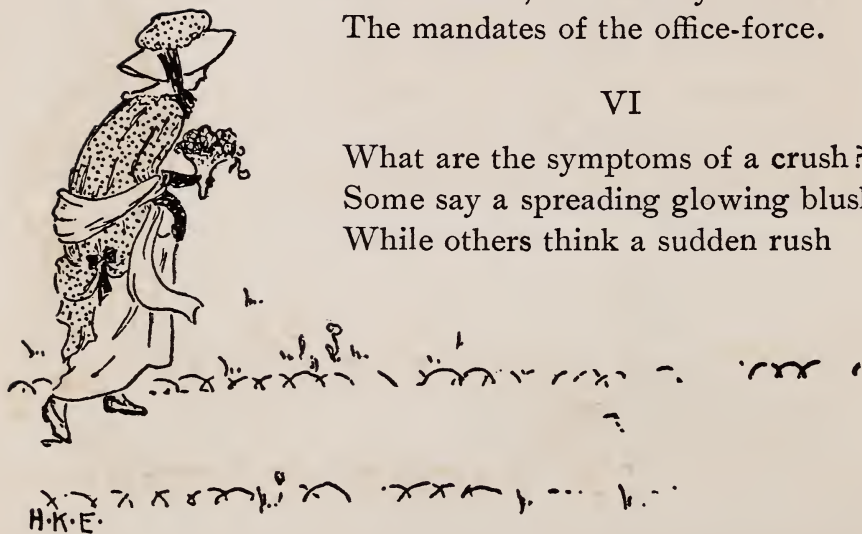 The mandates of the office-force.
VI
What are the symptoms of a crush?
Some say a spreading glowing
While others think a sudden rush
H·K·E·